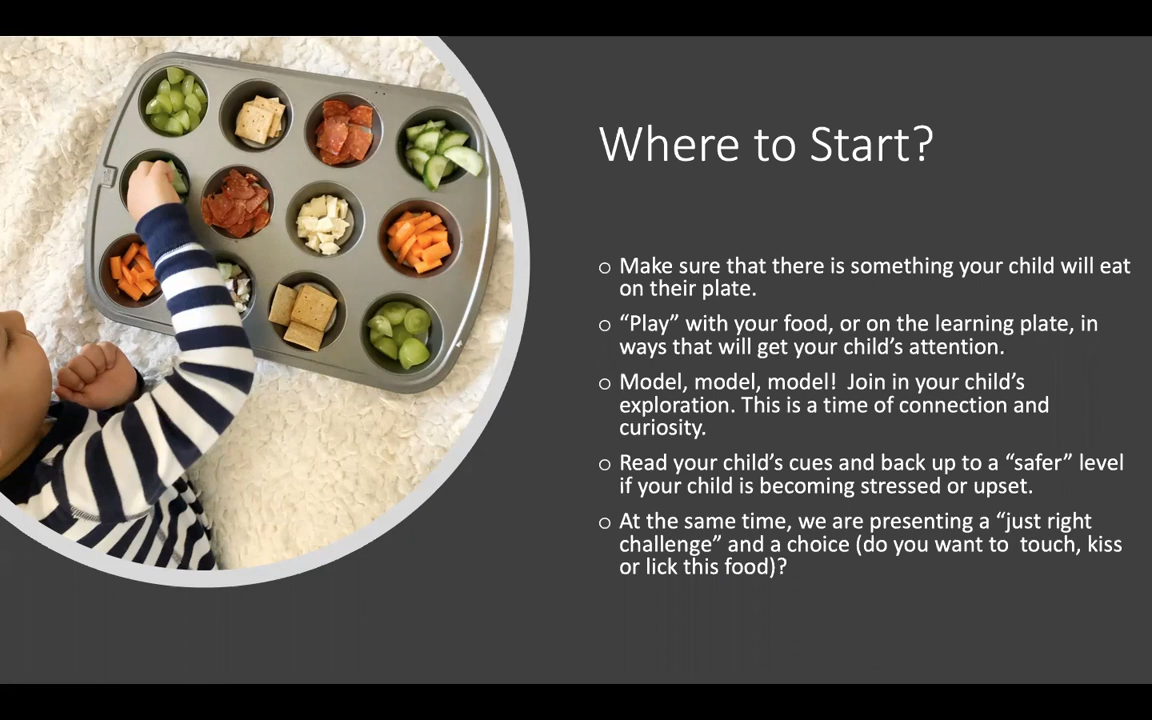 Where to Start?
o Make sure that there is something your child will eat
on their plate.
o “Play” with your food, or on the learning plate, in
ways that will get your child’s attention.
o Model, model, model!  Join in your child’s
exploration. This is a time of connection and
curiosity.
o Read your child’s cues and back up to a “safer” level
if your child is becoming stressed or upset.
o At the same time, we are presenting a “just right
challenge” and a choice (do you want to  touch, kiss
or lick this food)?